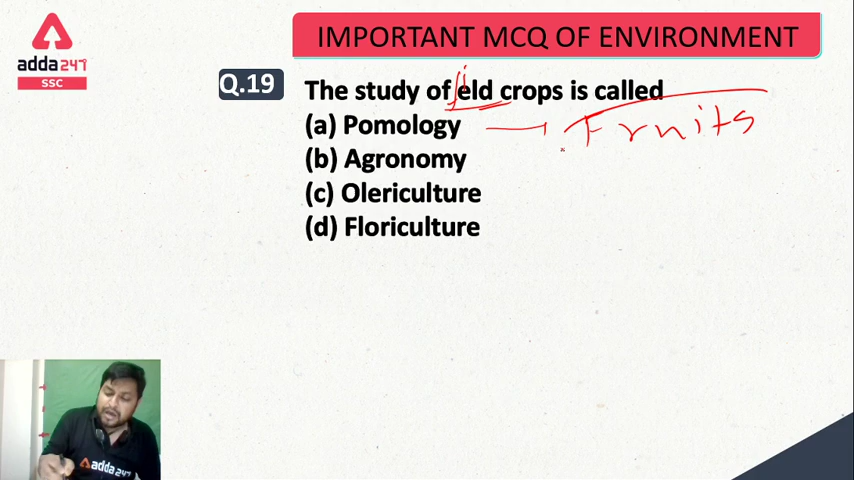 IMPORTANT MCQ OF ENVIRONMENT
adda247
SSC
Q.19
The study of eld crops is called
(a) Pomology
Fruits
(b) Agronomy
(c) Olericulture
(d) Floriculture
adda247